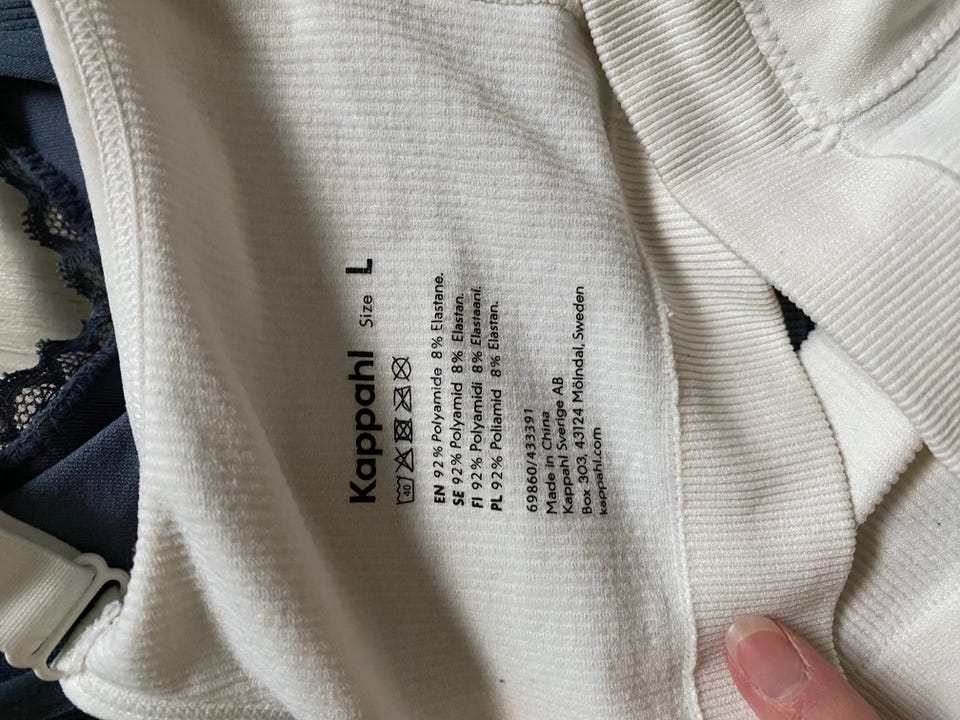 Kappahl Size L
40
EN 92% Polyamide 8% Elastane.
SE 92% Polyamid 8% Elastan.
FI 92% Polyamidi 8% Elastaani.
PL 92% Poliamid 8% Elastan.
69860/433391
Made in China
Kappahl Sverige AB
Box 303, 43124 Mölndal, Sweden
kappahl.com